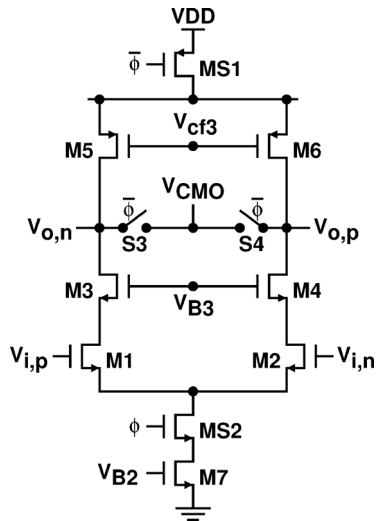 VDD
ϕ̅ MS1
Vcf3
M5 M6
VCMO
ϕ̅ ϕ̅
Vo,n S3 S4 Vo,p
M3 M4
VB3
Vi,p M1 M2 Vi,n
ϕ MS2
VB2 M7